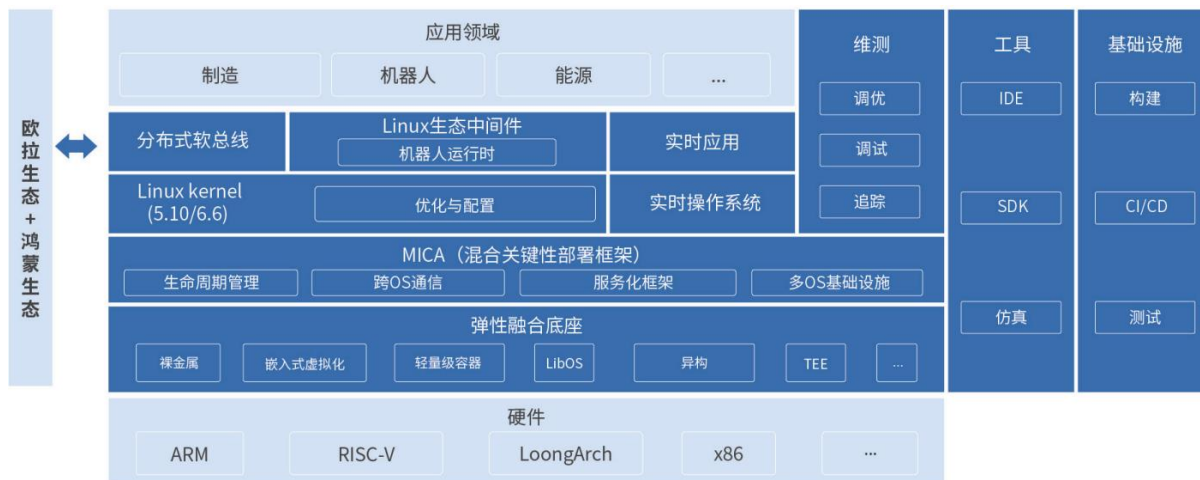 欧拉生态+鸿蒙生态
应用领域
制造
机器人
能源
...
分布式软总线
Linux生态中间件
机器人运行时
实时应用
Linux kernel
(5.10/6.6)
优化与配置
实时操作系统
MICA（混合关键性部署框架）
生命周期管理
跨OS通信
服务化框架
多OS基础设施
弹性融合底座
裸金属
嵌入式虚拟化
轻量级容器
LibOS
异构
TEE
...
硬件
ARM
RISC-V
LoongArch
x86
...
维测
调优
调试
追踪
工具
IDE
SDK
仿真
基础设施
构建
CI/CD
测试